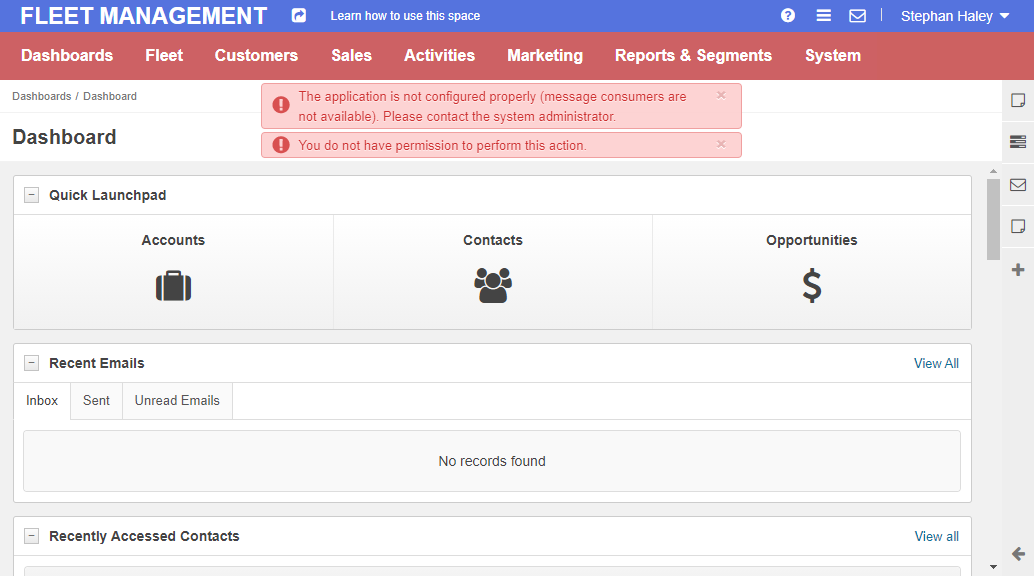 FLEET MANAGEMENT
Learn how to use this space
Stephan Haley
Dashboards
Fleet
Customers
Sales
Activities
Marketing
Reports & Segments
System
Dashboards / Dashboard
The application is not configured properly (message consumers are
not available). Please contact the system administrator.
×
You do not have permission to perform this action.
×
Dashboard
Quick Launchpad
Accounts
Contacts
Opportunities
Recent Emails
View All
Inbox
Sent
Unread Emails
No records found
Recently Accessed Contacts
View all